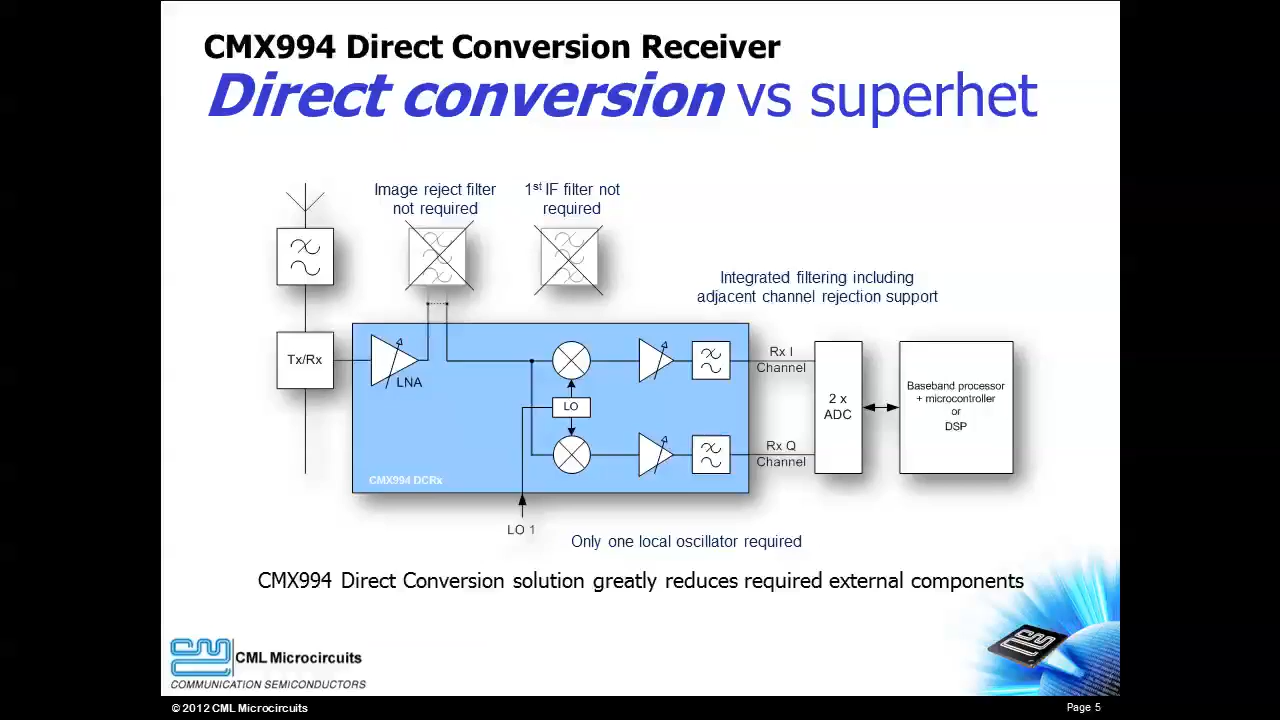 CMX994 Direct Conversion Receiver
Direct conversion vs superhet
Image reject filter
not required
1st IF filter not
required
Integrated filtering including
adjacent channel rejection support
Tx/Rx
LNA
LO
CMX994 DCRx
LO 1
Rx I
Channel
Rx Q
Channel
2 x
ADC
Baseband processor
+ microcontroller
or
DSP
Only one local oscillator required
CMX994 Direct Conversion solution greatly reduces required external components
CML Microcircuits
COMMUNICATION SEMICONDUCTORS
© 2012 CML Microcircuits
Page 5